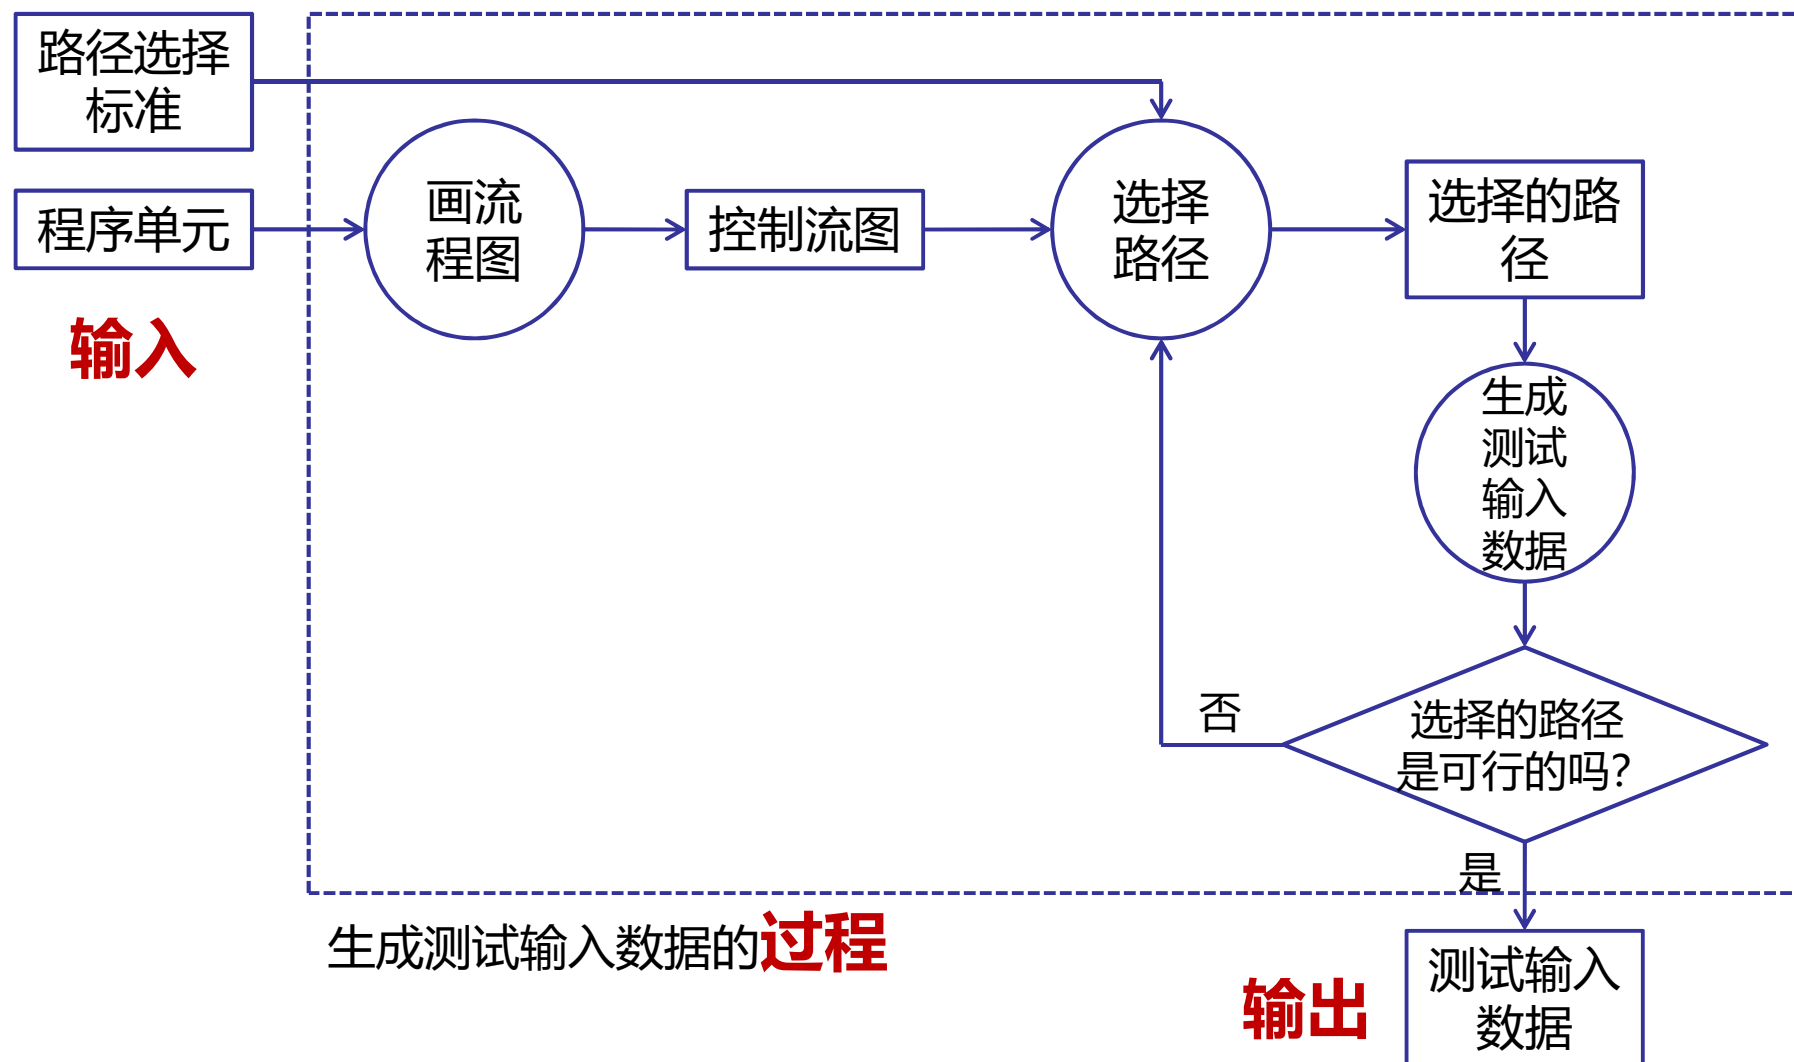 路径选择
标准
程序单元
输入
画流
程图
控制流图
选择
路径
选择的路
径
生成
测试
输入
数据
选择的路径
是可行的吗?
否
是
生成测试输入数据的过程
输出
测试输入
数据